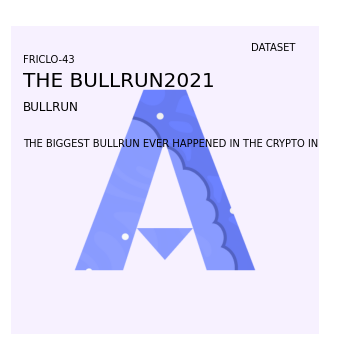 DATASET
FRICLO-43
THE BULLRUN2021
BULLRUN
THE BIGGEST BULLRUN EVER HAPPENED IN THE CRYPTO IN